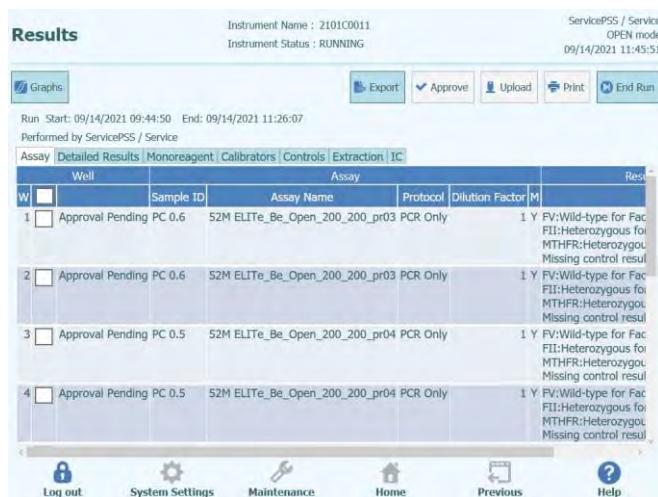 Results
Instrument Name : 2101C0011
Instrument Status : RUNNING
ServicePSS / Service
OPEN mode
09/14/2021 11:45:51
Graphs
Export
Approve
Upload
Print
End Run
Run Start: 09/14/2021 09:44:50 End: 09/14/2021 11:26:07
Performed by ServicePSS / Service
Assay Detailed Results Monoreagent Calibrators Controls Extraction IC
Well Assay Resu
W Sample ID Assay Name Protocol Dilution Factor M
1 Approval Pending PC 0.6 52M ELITe_Be_Open_200_200_pr03 PCR Only 1 Y FV:Wild-type for Fac
FII:Heterozygous for
MTHFR:Heterozygou
Missing control resul
2 Approval Pending PC 0.6 52M ELITe_Be_Open_200_200_pr03 PCR Only 1 Y FV:Wild-type for Fac
FII:Heterozygous for
MTHFR:Heterozygou
Missing control resul
3 Approval Pending PC 0.5 52M ELITe_Be_Open_200_200_pr04 PCR Only 1 Y FV:Wild-type for Fac
FII:Heterozygous for
MTHFR:Heterozygou
Missing control resul
4 Approval Pending PC 0.5 52M ELITe_Be_Open_200_200_pr04 PCR Only 1 Y FV:Wild-type for Fac
FII:Heterozygous for
MTHFR:Heterozygou
Missing control resul
Log out System Settings Maintenance Home Previous Help